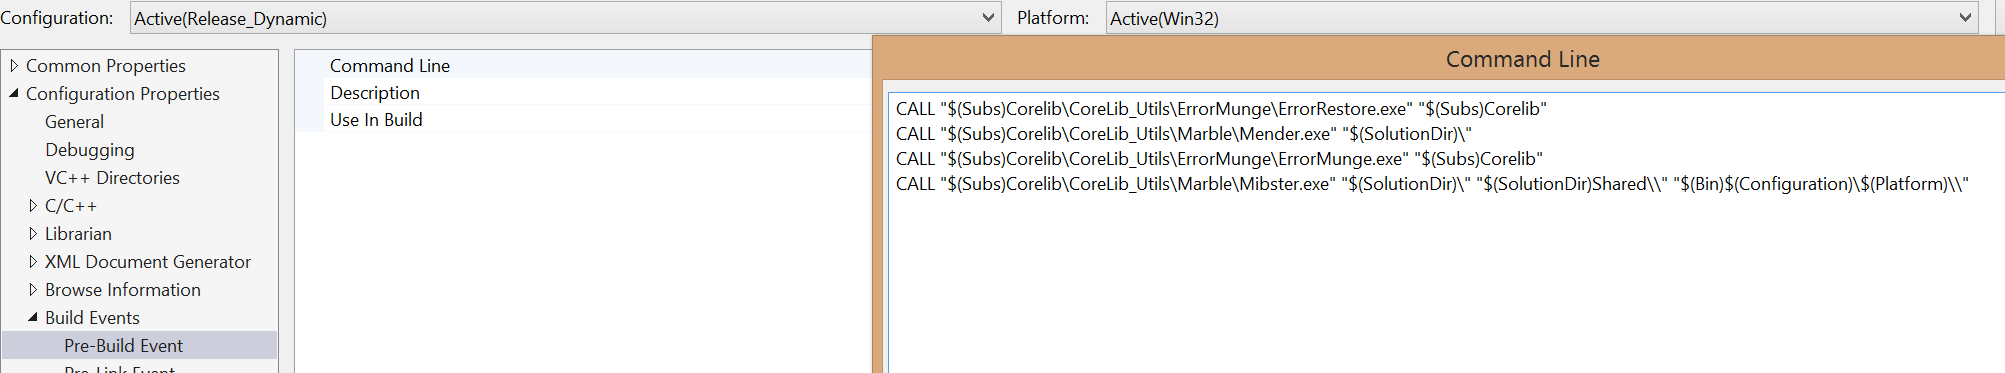 Configuration: Active(Release_Dynamic) Platform: Active(Win32)
Common Properties
Configuration Properties
General
Debugging
VC++ Directories
C/C++
Librarian
XML Document Generator
Browse Information
Build Events
Pre-Build Event
Pre-Link Event
Command Line
Description
Use In Build
Command Line
CALL "$(Subs)Corelib\CoreLib_Utils\ErrorMunge\ErrorRestore.exe" "$(Subs)Corelib"
CALL "$(Subs)Corelib\CoreLib_Utils\Marble\Mender.exe" "$(SolutionDir)\"
CALL "$(Subs)Corelib\CoreLib_Utils\ErrorMunge\ErrorMunge.exe" "$(Subs)Corelib"
CALL "$(Subs)Corelib\CoreLib_Utils\Marble\Mibster.exe" "$(SolutionDir)\" "$(SolutionDir)Shared\\" "$(Bin)$(Configuration)\$(Platform)\\"